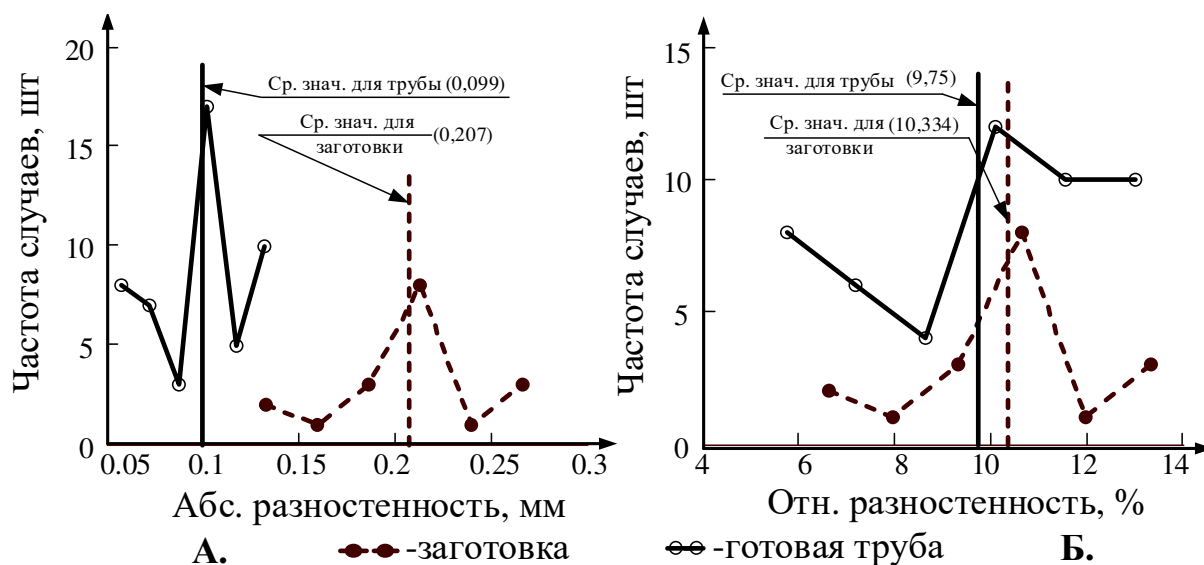 Частота случаев, шт
20
15
10
5
0
0.05
0.1
0.15
0.2
0.25
0.3
Ср. знач. для трубы (0,099)
Ср. знач. для (0,207)
заготовки
Абс. разностенность, мм
А.
Частота случаев, шт
15
10
5
0
4
6
8
10
12
14
Ср. знач. для трубы (9,75)
Ср. знач. для (10,334)
заготовки
Отн. разностенность, %
Б.
-заготовка
-готовая труба